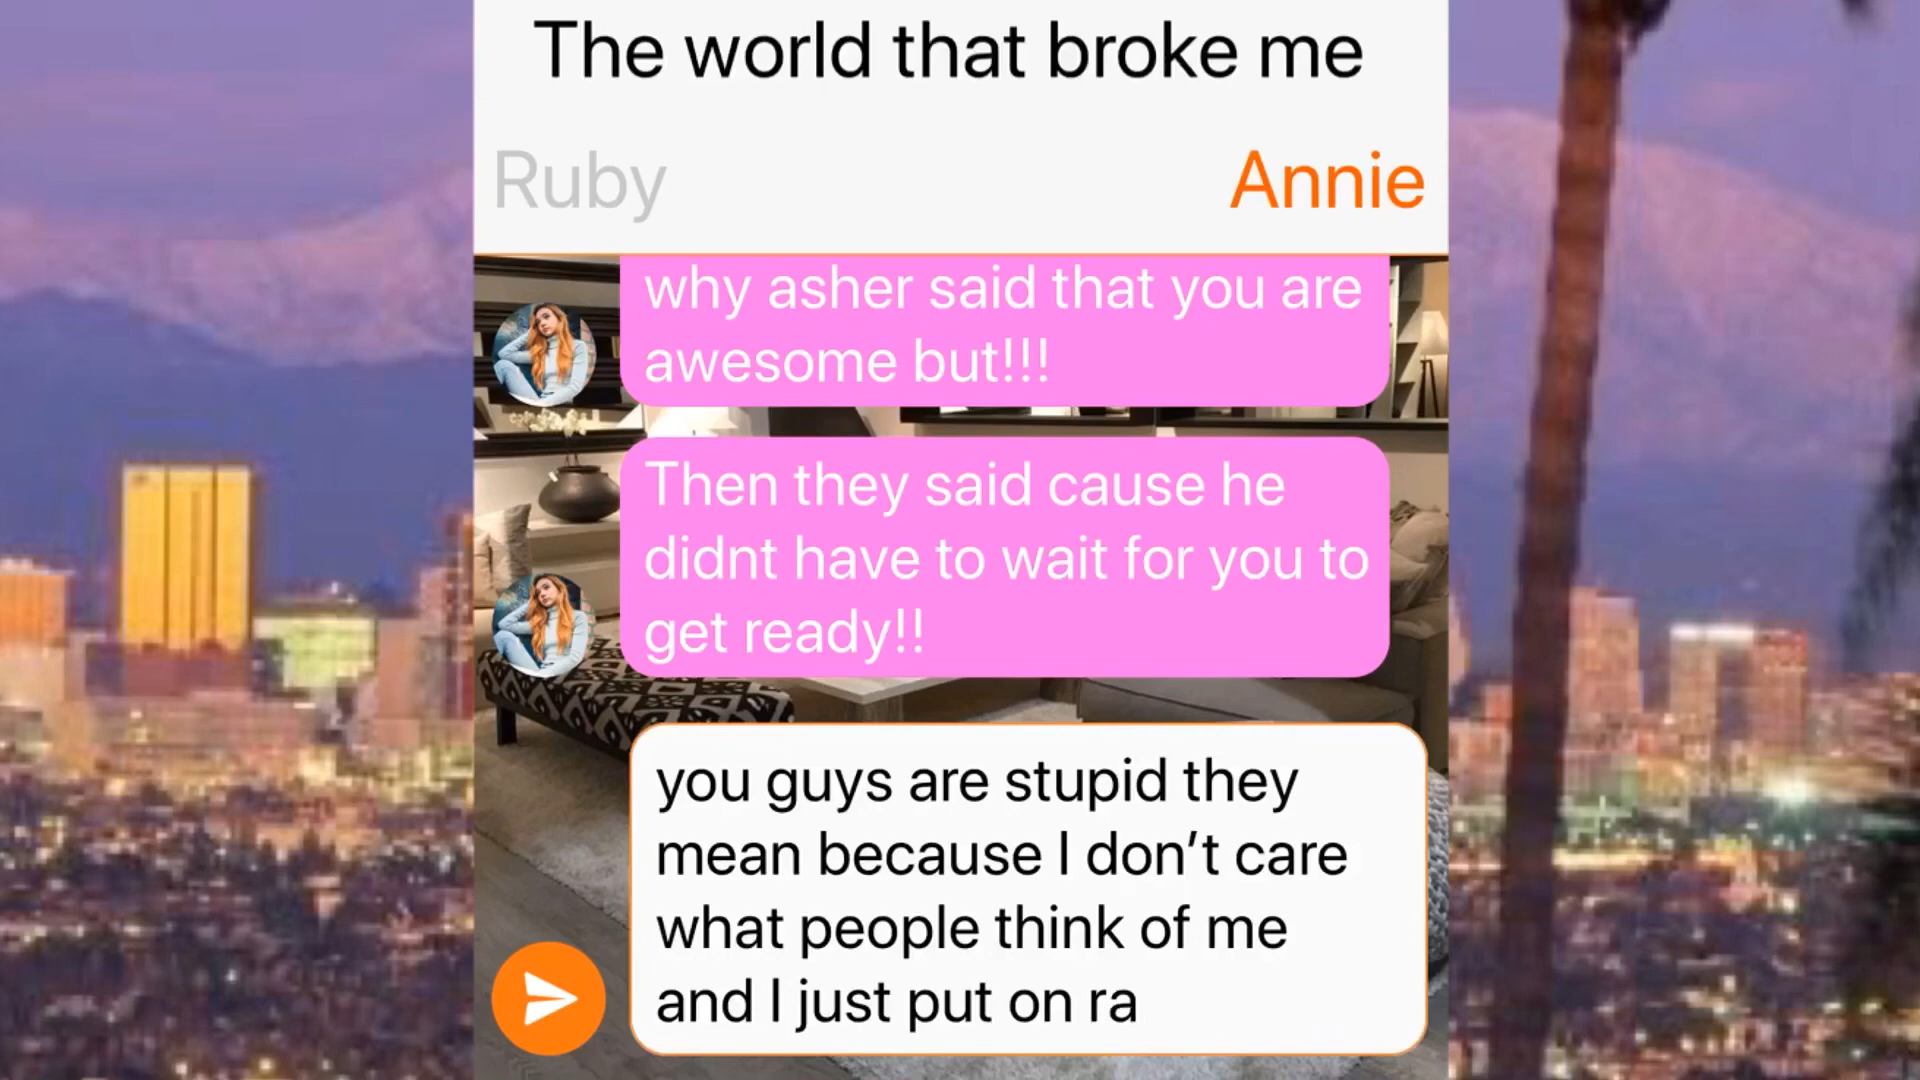 The world that broke me
Ruby
Annie
why asher said that you are
awesome but!!!
Then they said cause he
didnt have to wait for you to
get ready!!
you guys are stupid they
mean because I don’t care
what people think of me
and I just put on ra